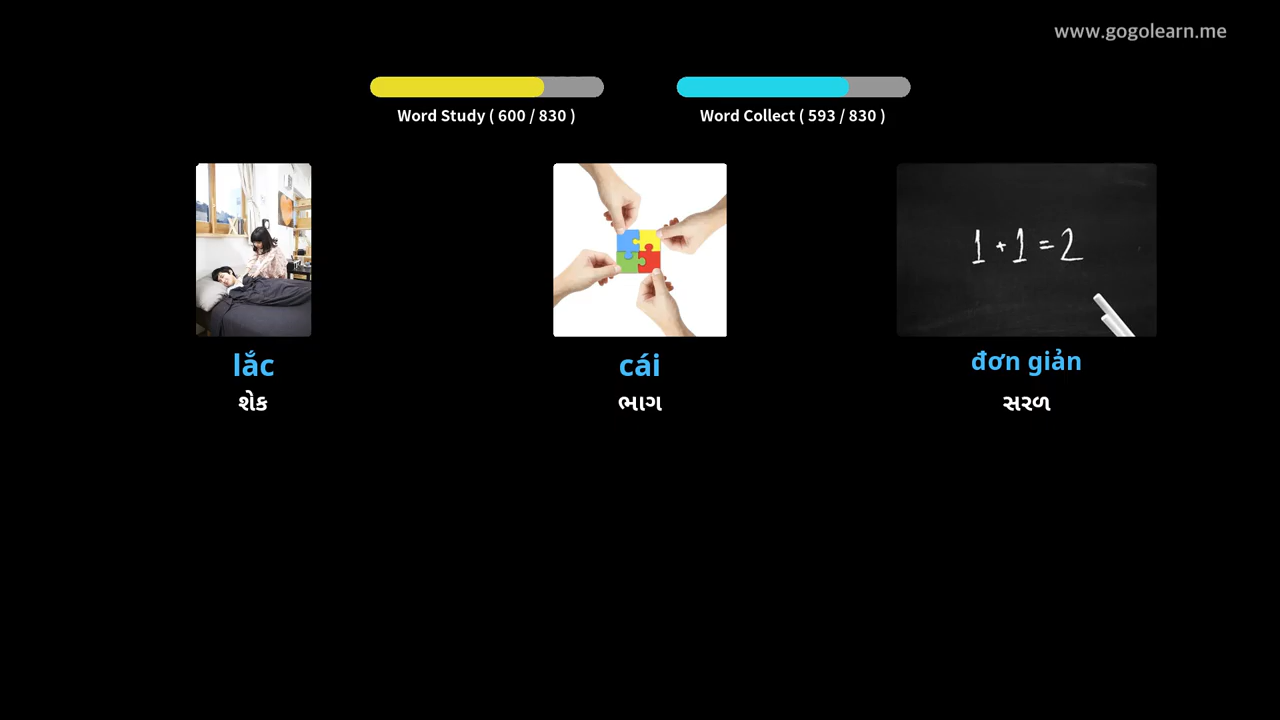 www.gogolearn.me
Word Study ( 600 / 830 )
Word Collect ( 593 / 830 )
1 + 1 = 2
lắc
cái
đơn giản
શેક
ભાગ
સરળ